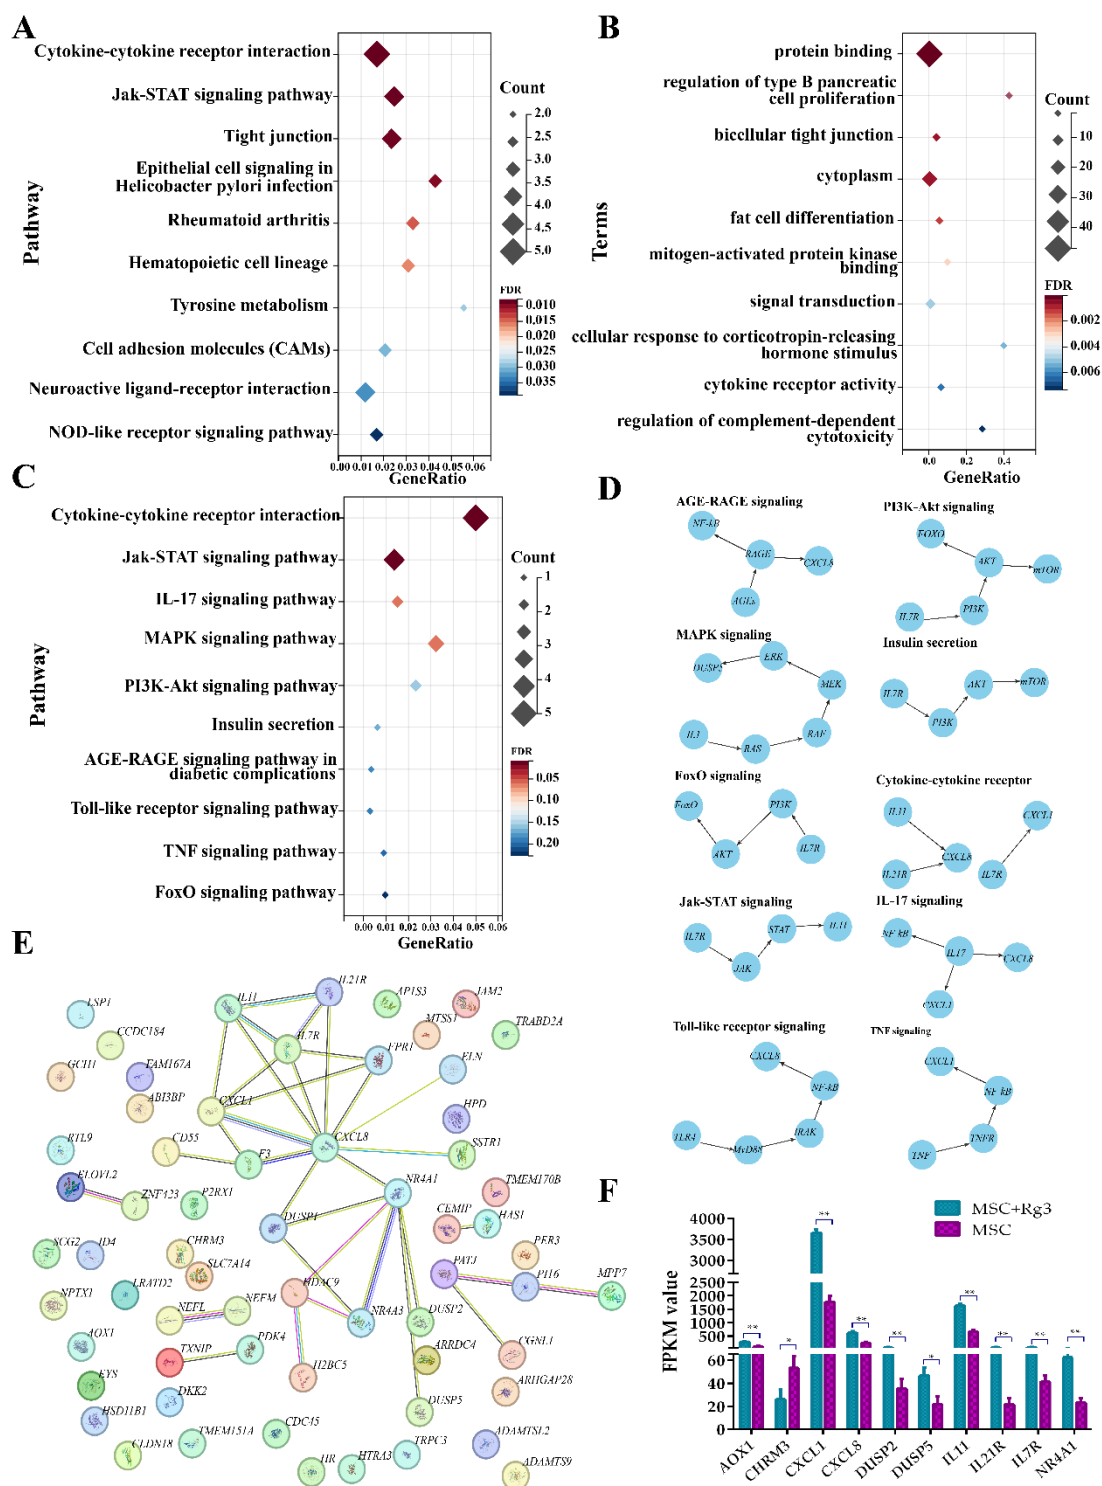 A
Cytokine-cytokine receptor interaction
Jak-STAT signaling pathway
Tight junction
Epithelial cell signaling in
Helicobacter pylori infection
Rheumatoid arthritis
Hematopoietic cell lineage
Tyrosine metabolism
Cell adhesion molecules (CAMs)
Neuroactive ligand-receptor interaction
NOD-like receptor signaling pathway
Pathway
0.00 0.01 0.02 0.03 0.04 0.05 0.06
GeneRatio
Count
2.0
2.5
3.0
3.5
4.0
4.5
5.0
FDR
0.010
0.015
0.020
0.025
0.030
0.035
B
protein binding
regulation of type B pancreatic
cell proliferation
bicellular tight junction
cytoplasm
fat cell differentiation
mitogen-activated protein kinase
binding
signal transduction
cellular response to corticotropin-releasing
hormone stimulus
cytokine receptor activity
regulation of complement-dependent
cytotoxicity
Terms
0.0 0.2 0.4
GeneRatio
Count
10
20
30
40
FDR
0.002
0.004
0.006
C
Cytokine-cytokine receptor interaction
Jak-STAT signaling pathway
IL-17 signaling pathway
MAPK signaling pathway
PI3K-Akt signaling pathway
Insulin secretion
AGE-RAGE signaling pathway in
diabetic complications
Toll-like receptor signaling pathway
TNF signaling pathway
FoxO signaling pathway
Pathway
0.00 0.01 0.02 0.03 0.04 0.05 0.06
GeneRatio
Count
1
2
3
4
5
FDR
0.05
0.10
0.15
0.20
D
AGE-RAGE signaling
NF-kB
RAGE
CXCL8
AGEs
PI3K-Akt signaling
FOXO
AKT
mTOR
PI3K
IL7R
MAPK signaling
DUSP5
ERK
MEK
IL1
RAS
RAF
Insulin secretion
IL7R
AKT
mTOR
PI3K
FoxO signaling
FoxO
PI3K
AKT
IL7R
Cytokine-cytokine receptor
IL11
CXCL1
CXCL8
IL21R
IL7R
Jak-STAT signaling
IL7R
STAT
IL11
JAK
IL-17 signaling
NF-kB
IL17
CXCL8
CXCL1
Toll-like receptor signaling
CXCL8
NF-kB
IRAK
TLR4
MyD88
TNF signaling
CXCL1
NF-kB
TNFR
TNF
E
LSP1
CCDC184
GCH1
FAM167A
ABI3BP
IL11
IL21R
IL7R
AP1S3
JAM2
MTSS1
TRABD2A
FPR1
ELN
CXCL1
HPD
CXCL8
SSTR1
RTL9
CD55
F3
ELOVL2
ZNF423
P2RX1
NR4A1
TMEM170B
DUSP1
CEMIP
HAS1
SCG2
ID4
CHRM3
SLC7A14
PER3
PATJ
PI16
MPP7
NPTX1
LRATD2
NEFL
NEFM
HDAC9
NR4A3
DUSP2
AOX1
TXNIP
PDK4
ARRDC4
CGNL1
EYS
DKK2
H2BC5
ARHGAP28
HSD11B1
DUSP5
CLDN18
TMEM151A
CDC45
HR
HTRA3
TRPC3
ADAMTSL2
ADAMTS9
F
MSC+Rg3
MSC
FPKM value
4000
3500
2500
2000
1500
1000
500
60
40
20
0
** * ** ** ** * ** ** ** **
AOX1
CHRM3
CXCL1
CXCL8
DUSP2
DUSP5
IL11
IL21R
IL7R
NR4A1